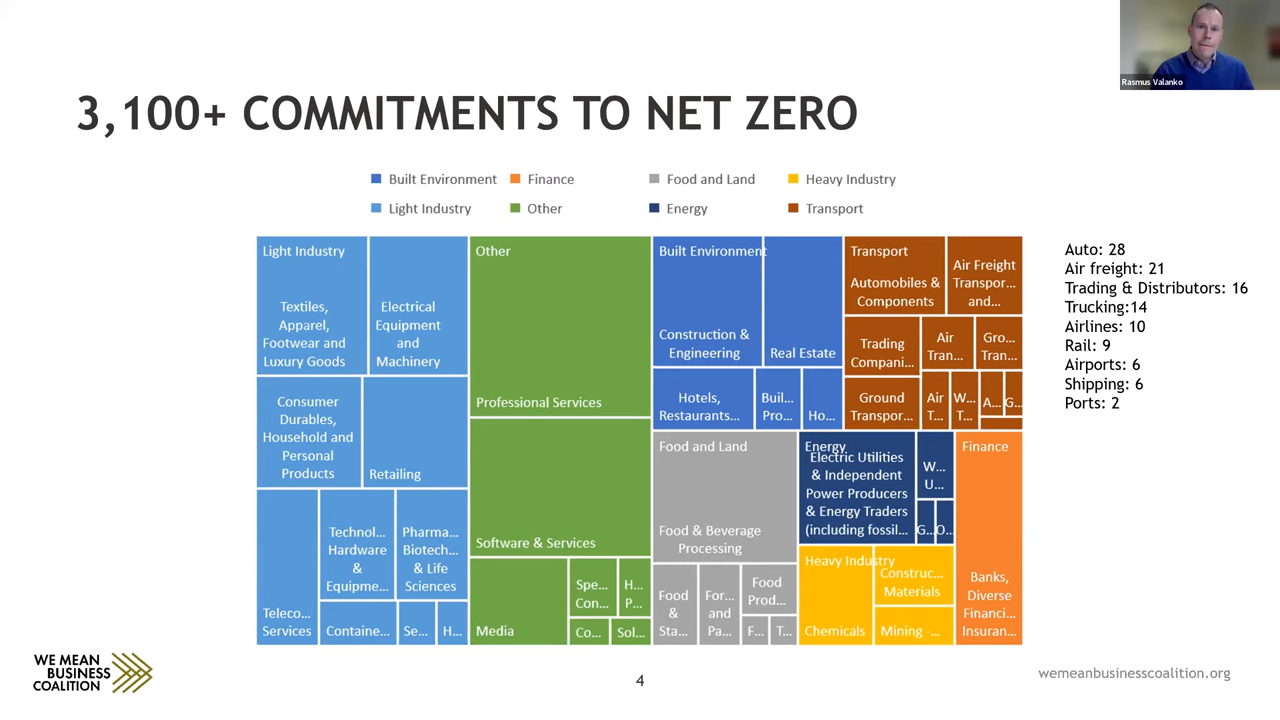 Rasmus Valanko
3,100+ COMMITMENTS TO NET ZERO
Built Environment
Finance
Food and Land
Heavy Industry
Light Industry
Other
Energy
Transport
Light Industry
Textiles,
Apparel,
Footwear and
Luxury Goods
Electrical
Equipment
and
Machinery
Consumer
Durables,
Household and
Personal
Products
Retailing
Teleco...
Services
Technol...
Hardware
&
Equipme...
Pharma...
Biotech...
& Life
Sciences
Containe...
Se...
H...
Other
Professional Services
Software & Services
Media
Spe...
Con...
H...
P...
Co...
Sol...
Built Environment
Construction &
Engineering
Real Estate
Hotels,
Restaurants...
Buil...
Pro...
Ho...
Transport
Automobiles &
Components
Air Freight
Transpor...
and...
Trading
Compani...
Air
Tran...
Gro...
Tran...
Ground
Transpor...
Air
T...
W...
T...
A...
G...
Food and Land
Food & Beverage
Processing
Food
&
Sta...
For...
and
Pa...
Food
Prod...
F...
T...
Energy
Electric Utilities
& Independent
Power Producers
& Energy Traders
(including fossil...
W...
U...
G...
O...
Heavy Industry
Chemicals
Construc...
Materials
Mining -...
Finance
Banks,
Diverse
Financi...
Insuran...
Auto: 28
Air freight: 21
Trading & Distributors: 16
Trucking:14
Airlines: 10
Rail: 9
Airports: 6
Shipping: 6
Ports: 2
WE MEAN
BUSINESS
COALITION
4
wemeanbusinesscoalition.org